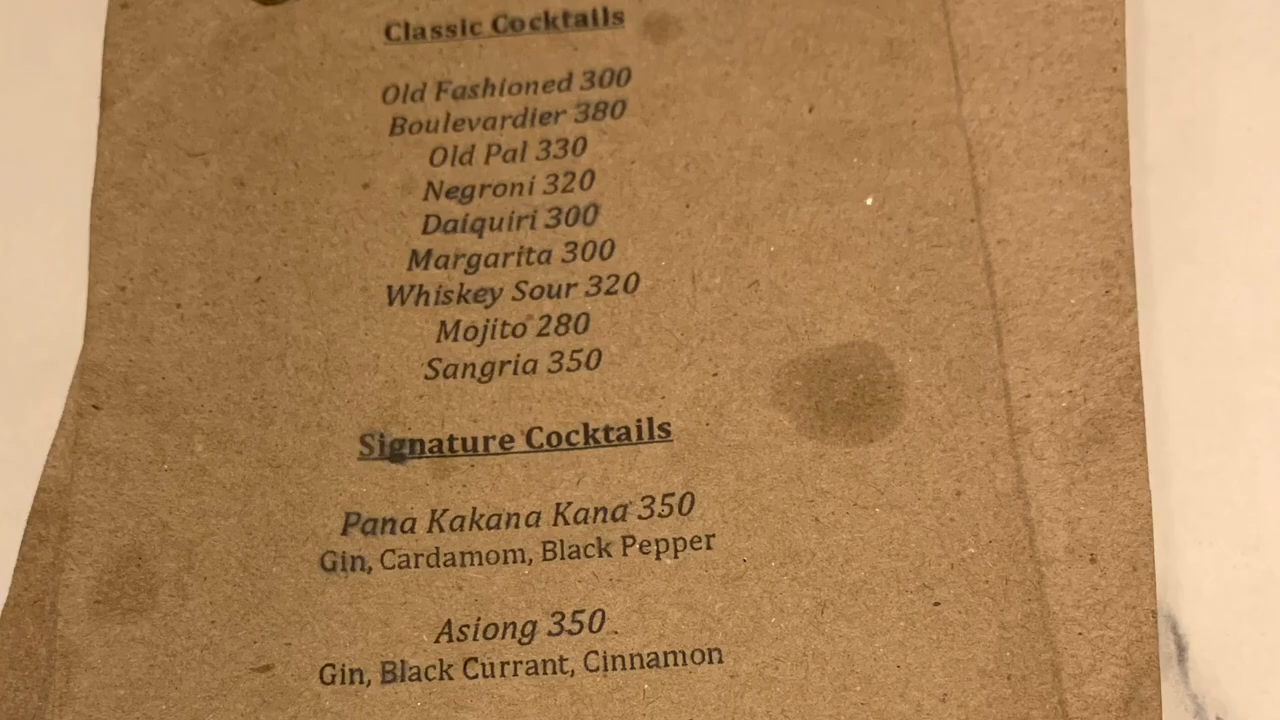 Classic Cocktails
Old Fashioned 300
Boulevardier 380
Old Pal 330
Negroni 320
Daiquiri 300
Margarita 300
Whiskey Sour 320
Mojito 280
Sangria 350
Signature Cocktails
Pana Kakana Kana 350
Gin, Cardamom, Black Pepper
Asiong 350
Gin, Black Currant, Cinnamon